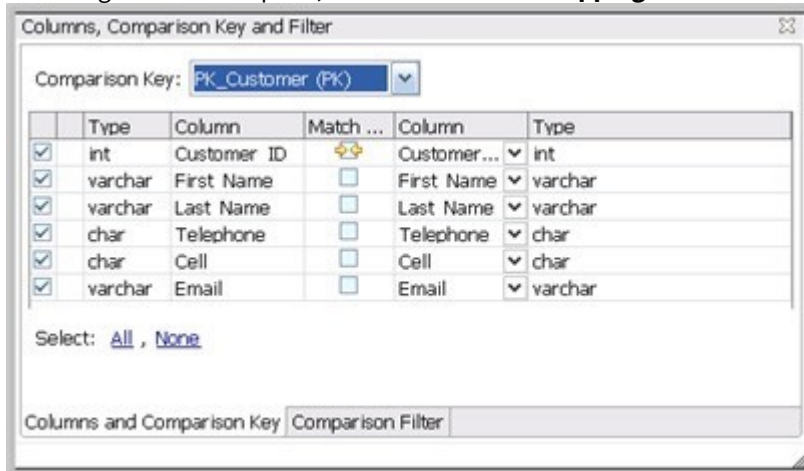 Columns, Comparison Key and Filter
Comparison Key: PK_Customer (PK)
Type Column Match ... Column Type
int Customer ID Customer... int
varchar First Name First Name varchar
varchar Last Name Last Name varchar
char Telephone Telephone char
char Cell Cell char
varchar Email Email varchar
Select: All , None
Columns and Comparison Key Comparison Filter